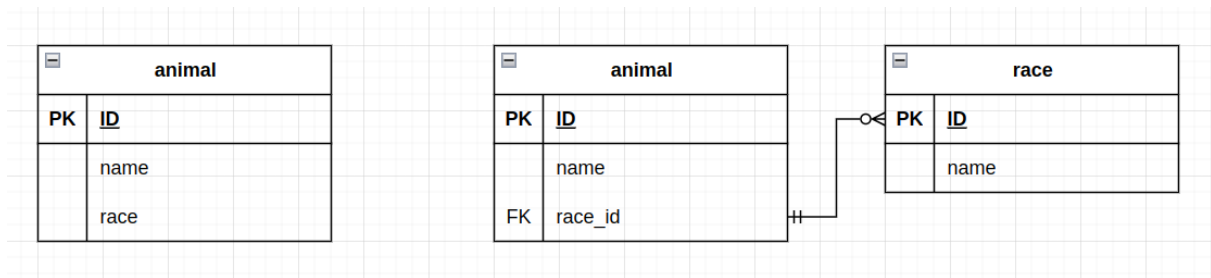 animal
PK ID
name
race
animal
PK ID
name
FK race_id
race
PK ID
name